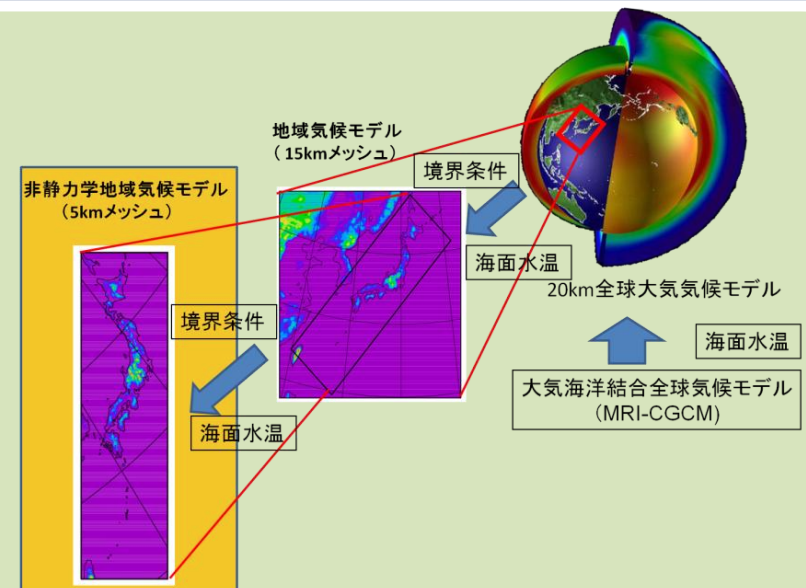 地域気候モデル
（15kmメッシュ）
境界条件
海面水温
20km全球大気気候モデル
海面水温
大気海洋結合全球気候モデル
(MRI-CGCM)
非静力学地域気候モデル
（5kmメッシュ）
境界条件
海面水温